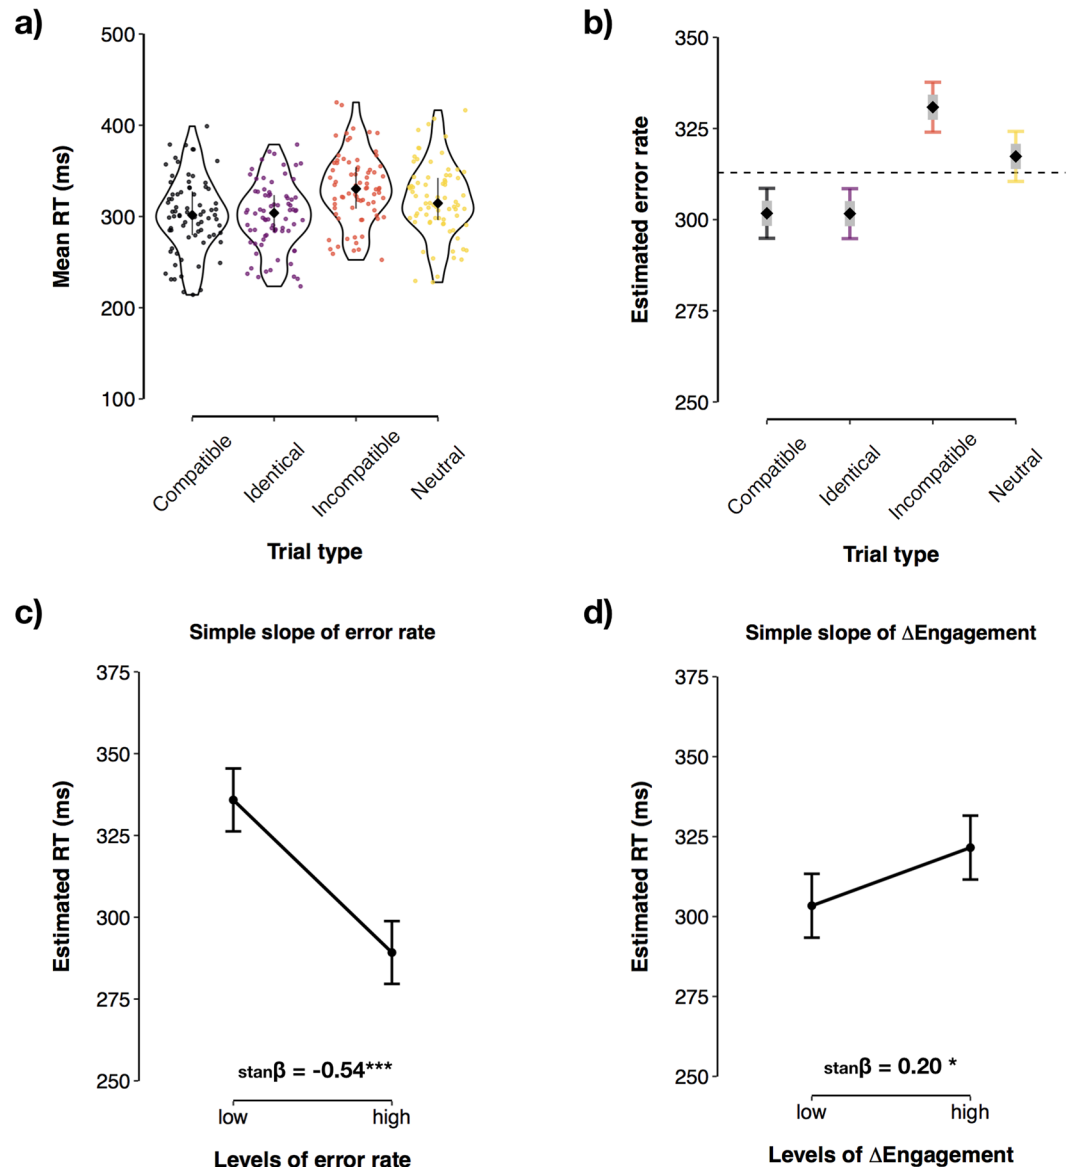 a)
500
400
300
200
100
Mean RT (ms)
Compatible
Identical
Incompatible
Neutral
Trial type
b)
350
325
300
275
250
Estimated error rate
Compatible
Identical
Incompatible
Neutral
Trial type
c)
Simple slope of error rate
375
350
325
300
275
250
Estimated RT (ms)
stanβ = -0.54***
low
high
Levels of error rate
d)
Simple slope of ΔEngagement
375
350
325
300
275
250
Estimated RT (ms)
stanβ = 0.20 *
low
high
Levels of ΔEngagement